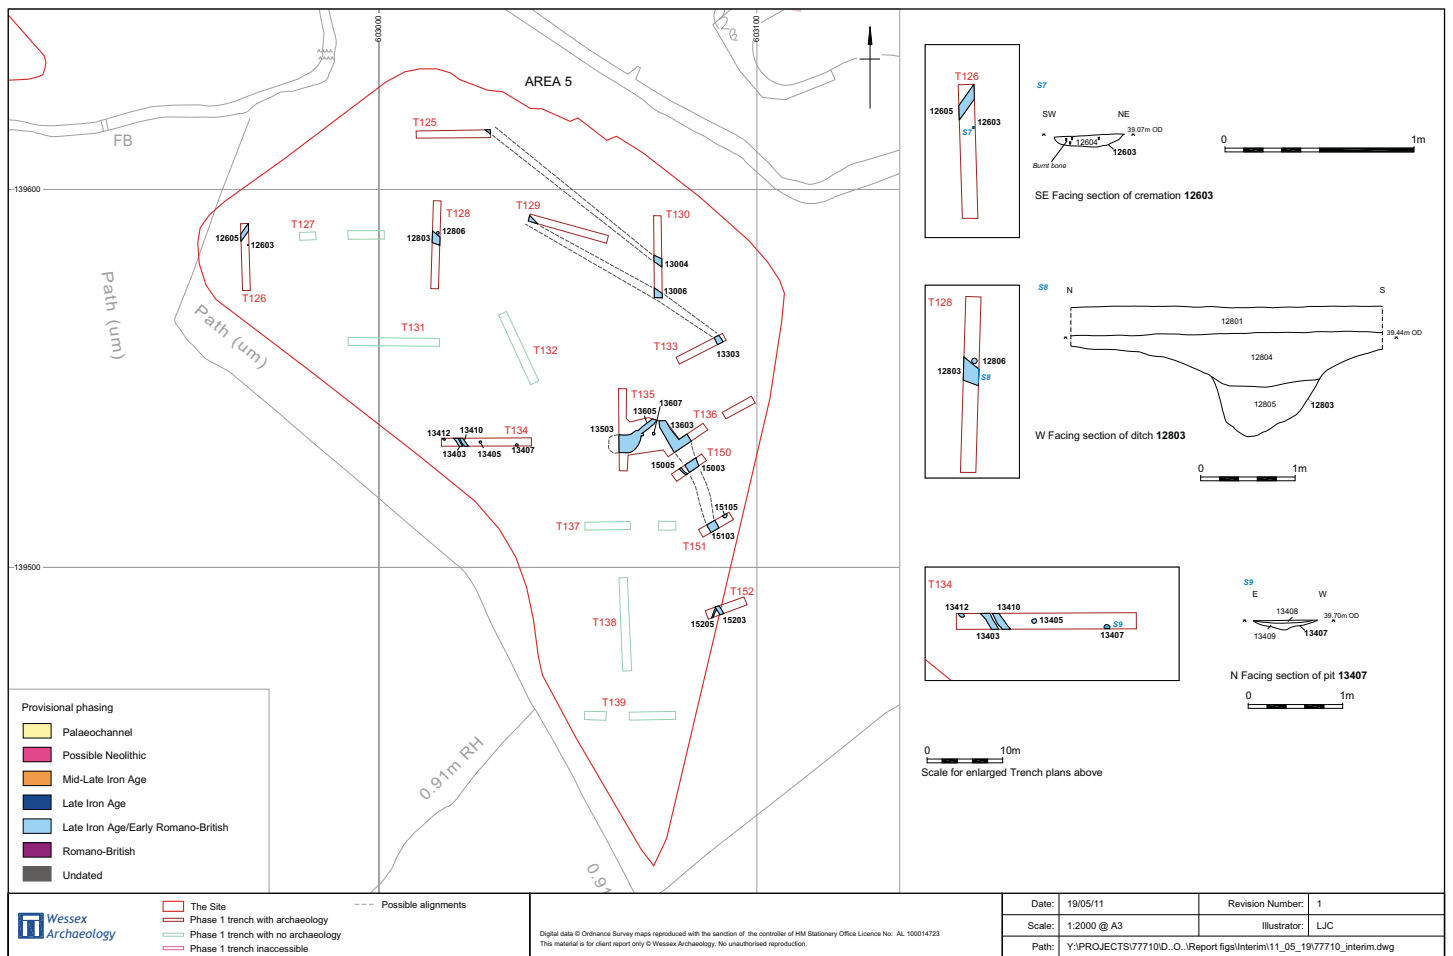 AREA 5
603000
603100
139600
139500
FB
Path (um)
Path (um)
0.91m RH
0.91
T125
T126
12605
12603
T127
T128
12803
12806
T129
T130
13004
13006
T131
T132
T133
13303
T134
13412
13410
13403
13405
13407
T135
13503
13605
13607
T136
13603
T150
15005
15003
T137
T151
15105
15103
T138
T152
15205
15203
T139
Provisional phasing
Palaeochannel
Possible Neolithic
Mid-Late Iron Age
Late Iron Age
Late Iron Age/Early Romano-British
Romano-British
Undated
T126
12605
12603
S7
S7
SW NE
39.07m OD
12604
12603
Burnt bone
0 1m
SE Facing section of cremation 12603
T128
12806
12803
S8
S8
N S
12801
39.44m OD
12804
12805
12803
W Facing section of ditch 12803
0 1m
T134
13412
13410
13403
13405
13407
S9
S9
E W
13408
39.70m OD
13409
13407
N Facing section of pit 13407
0 1m
0 10m
Scale for enlarged Trench plans above
Wessex
Archaeology
The Site
Phase 1 trench with archaeology
Phase 1 trench with no archaeology
Phase 1 trench inaccessible
Possible alignments
Digital data © Ordnance Survey maps reproduced with the sanction of the controller of HM Stationery Office Licence No: AL 100014723
This material is for client report only © Wessex Archaeology. No unauthorised reproduction.
Date: 19/05/11 Revision Number: 1
Scale: 1:2000 @ A3 Illustrator: LJC
Path: Y:\PROJECTS\77710\D..O..\Report figs\Interim\11_05_19\77710_interim.dwg